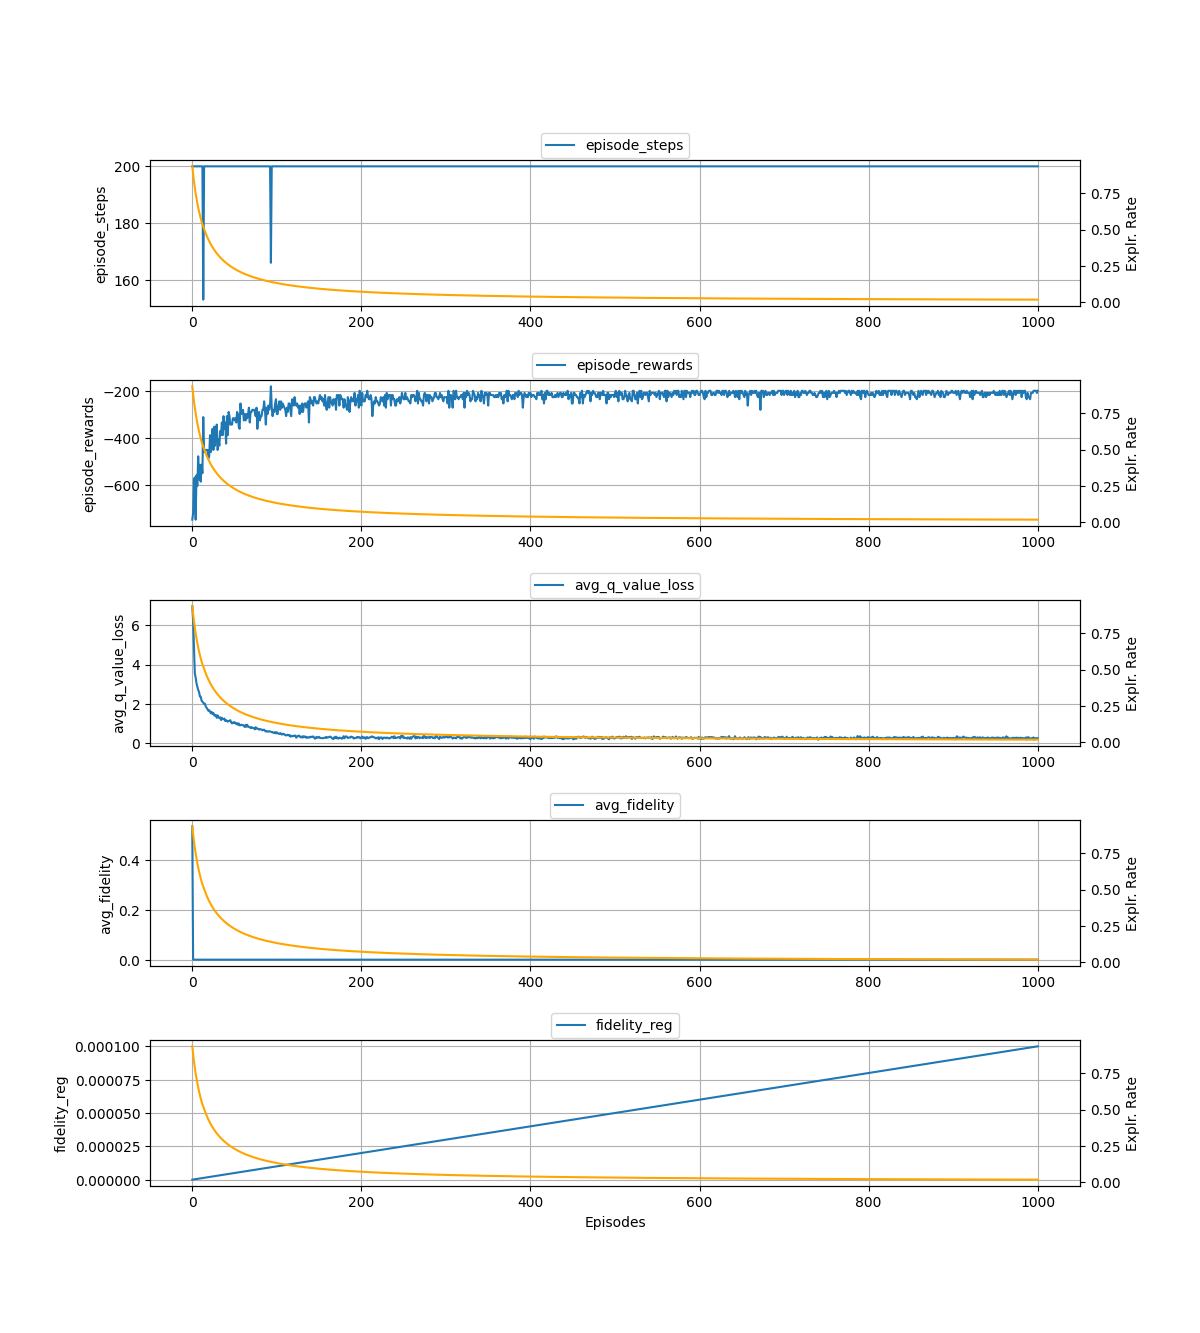 episode_steps
200
180
160
episode_steps
0.75
0.50
0.25
0.00
Explr. Rate
0 200 400 600 800 1000
episode_rewards
−200
−400
−600
episode_rewards
0.75
0.50
0.25
0.00
Explr. Rate
0 200 400 600 800 1000
avg_q_value_loss
6
4
2
0
avg_q_value_loss
0.75
0.50
0.25
0.00
Explr. Rate
0 200 400 600 800 1000
avg_fidelity
0.4
0.2
0.0
avg_fidelity
0.75
0.50
0.25
0.00
Explr. Rate
0 200 400 600 800 1000
fidelity_reg
0.000100
0.000075
0.000050
0.000025
0.000000
fidelity_reg
0.75
0.50
0.25
0.00
Explr. Rate
0 200 400 600 800 1000
Episodes